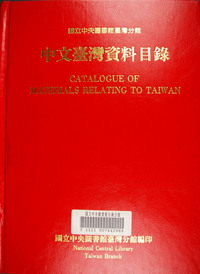 國立中央圖書館臺灣分館
中文臺灣資料目錄
CATALOGUE OF
MATERIALS RELATING TO TAIWAN
國立中央圖書館臺灣分館編印
National Central Library
Taiwan Branch